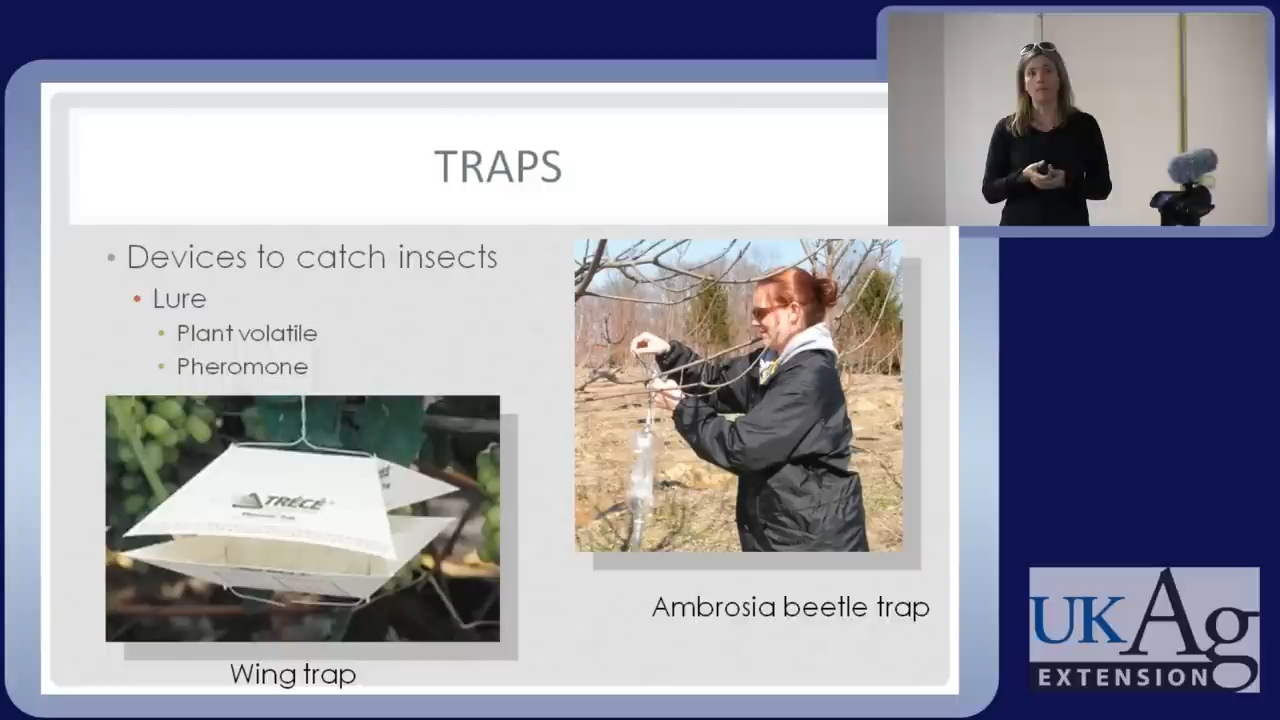 TRAPS
• Devices to catch insects
• Lure
• Plant volatile
• Pheromone
TRÉCÉ
Wing trap
Ambrosia beetle trap
UKAg
EXTENSION